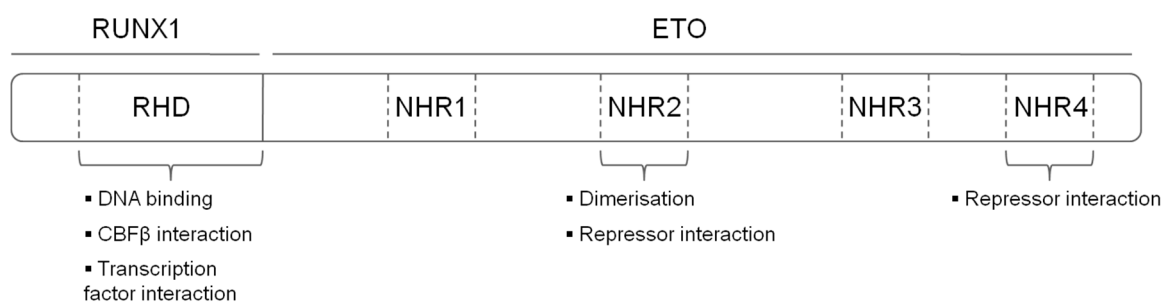 RUNX1 ETO
RHD NHR1 NHR2 NHR3 NHR4
▪ DNA binding
▪ CBFβ interaction
▪ Transcription
factor interaction
▪ Dimerisation
▪ Repressor interaction
▪ Repressor interaction